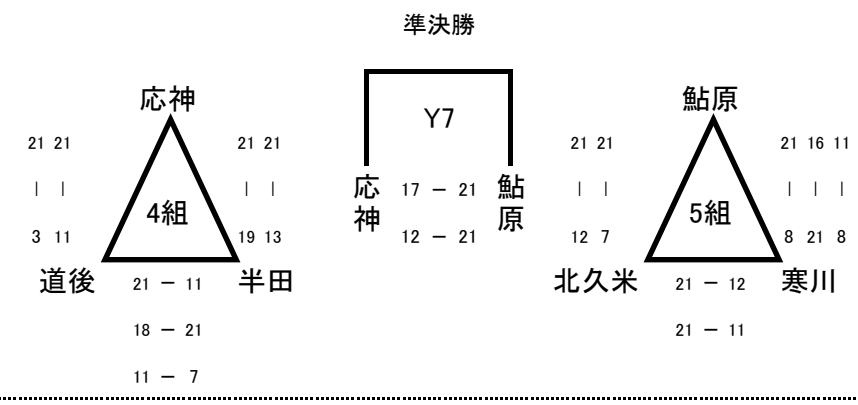 準決勝
応神
21 21
| |
3 11
4組
21 21
| |
19 13
道後
半田
21 － 11
18 － 21
11 － 7
Y7
応神
17 － 21
12 － 21
鮎原
鮎原
21 21
| |
12 7
5組
21 16 11
| | |
8 21 8
北久米
寒川
21 － 12
21 － 11